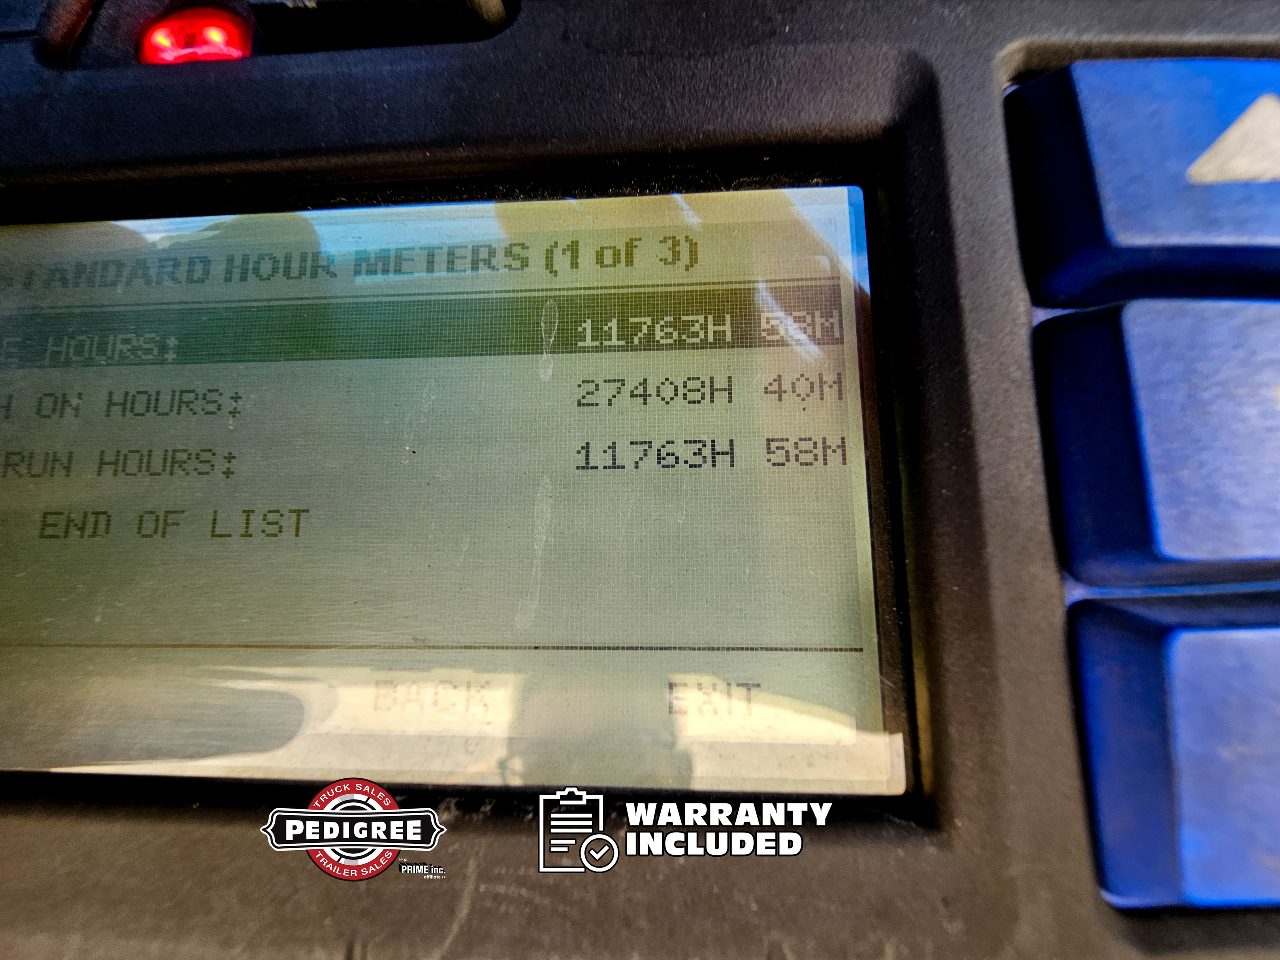 STANDARD HOUR METERS (1 of 3)
E HOURS: 11763H 58M
H ON HOURS: 27408H 40M
RUN HOURS: 11763H 58M
END OF LIST
BACK EXIT
TRUCK SALES
PEDIGREE
TRAILER SALES
PRIME inc.
WARRANTY
INCLUDED